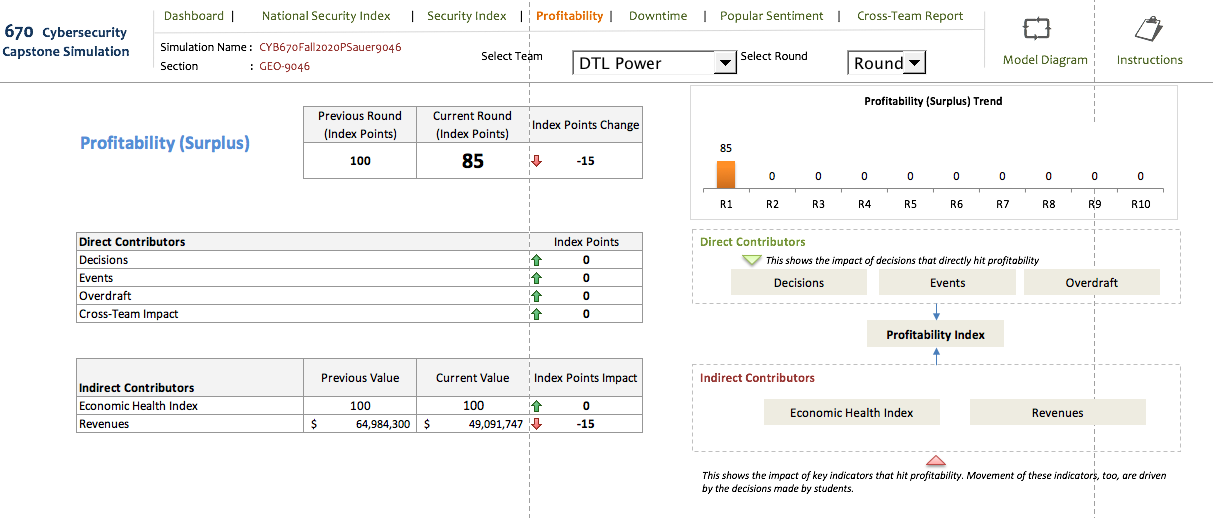 670 Cybersecurity
Capstone Simulation
Dashboard | National Security Index | Security Index | Profitability | Downtime | Popular Sentiment | Cross-Team Report
Simulation Name : CYB670Fall2020PSauer9046
Section : GEO-9046
Select Team DTL Power Select Round Round
Model Diagram Instructions
Profitability (Surplus)
Previous Round (Index Points) Current Round (Index Points) Index Points Change
100 85 -15
Profitability (Surplus) Trend
85 0 0 0 0 0 0 0 0 0
R1 R2 R3 R4 R5 R6 R7 R8 R9 R10
Direct Contributors Index Points
Decisions 0
Events 0
Overdraft 0
Cross-Team Impact 0
Indirect Contributors Previous Value Current Value Index Points Impact
Economic Health Index 100 100 0
Revenues $ 64,984,300 $ 49,091,747 -15
Direct Contributors
This shows the impact of decisions that directly hit profitability
Decisions Events Overdraft
Profitability Index
Indirect Contributors
Economic Health Index Revenues
This shows the impact of key indicators that hit profitability. Movement of these indicators, too, are driven
by the decisions made by students.